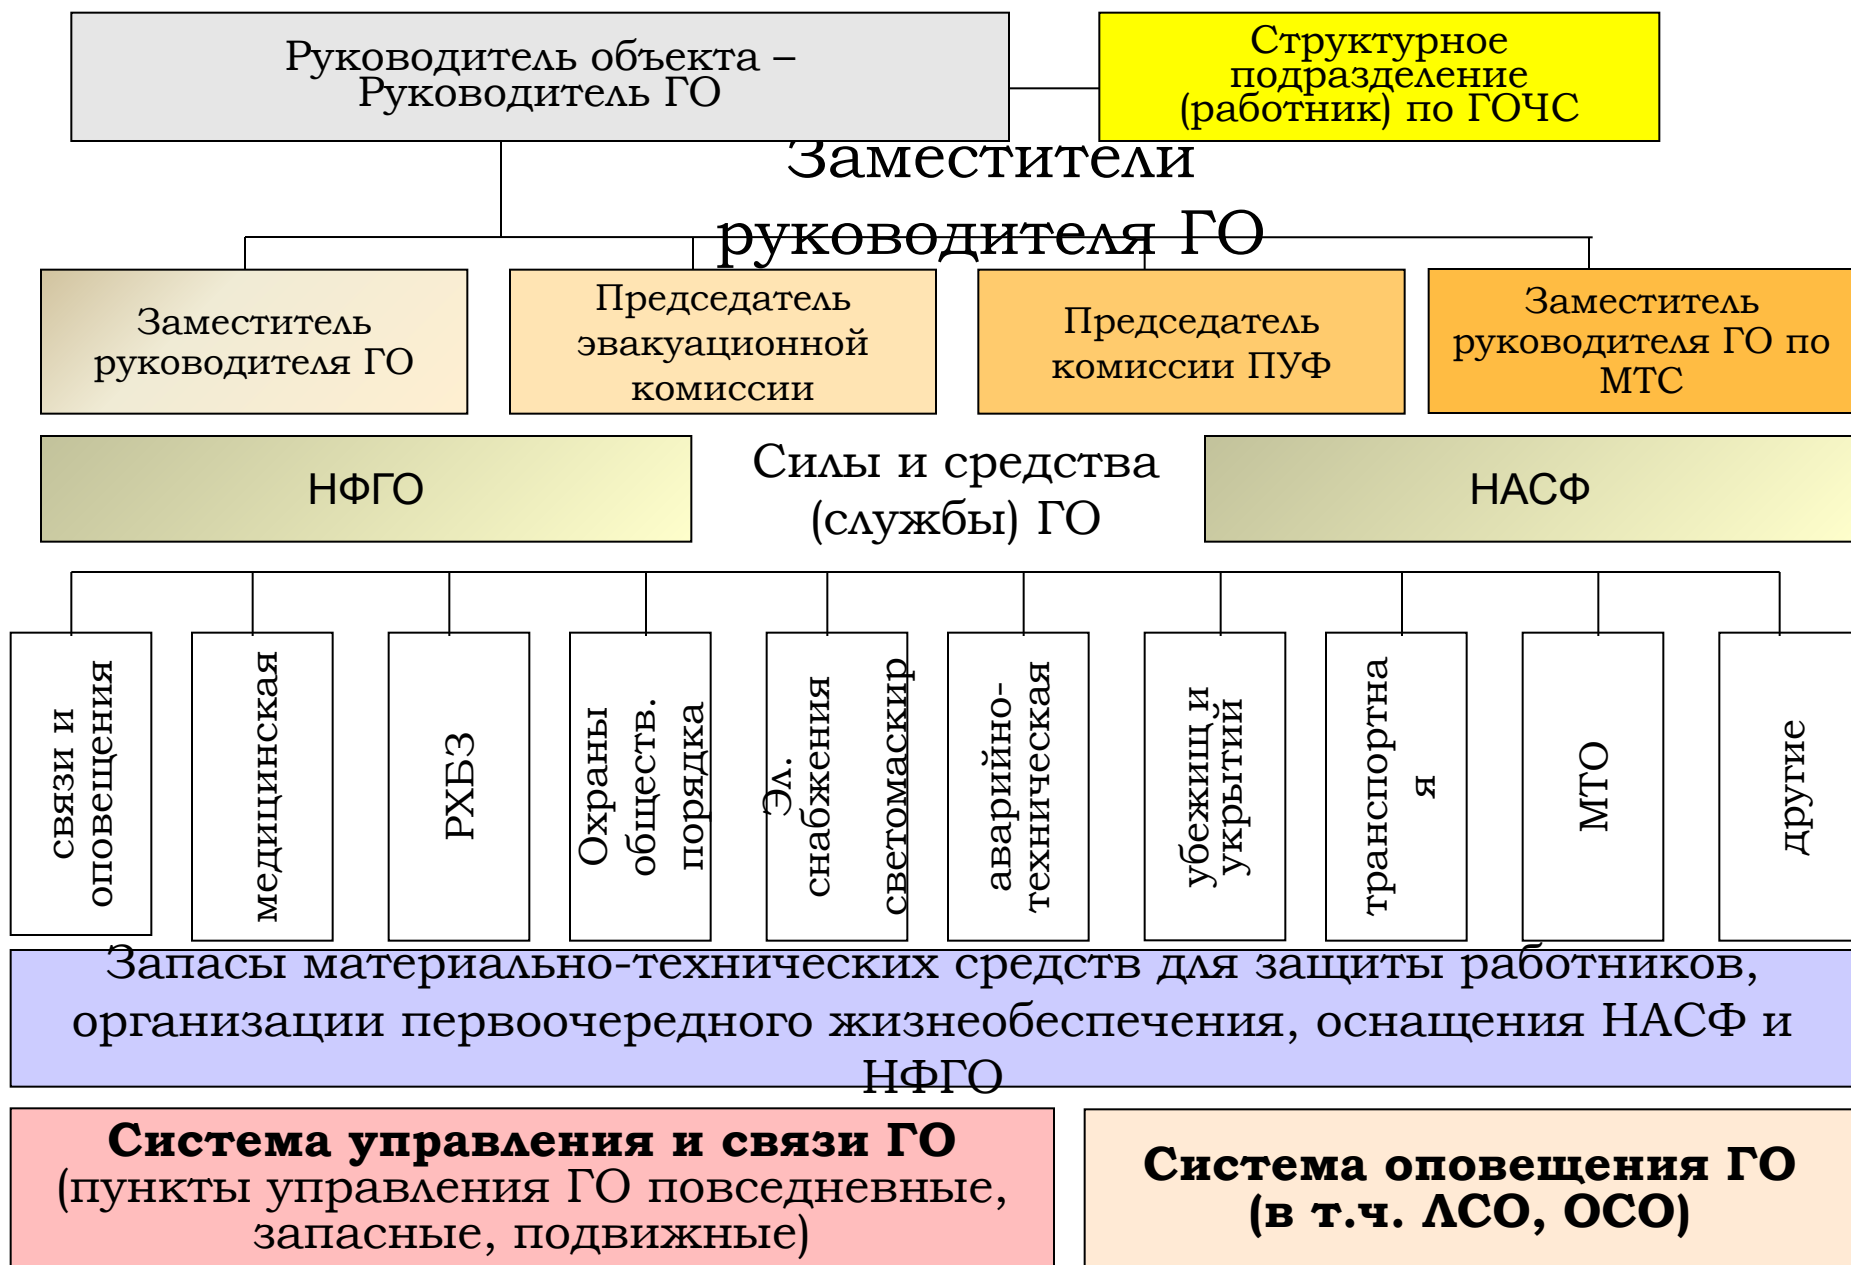 Руководитель объекта –
Руководитель ГО
Структурное
подразделение
(работник) по ГОЧС
Заместители
руководителя ГО
Заместитель
руководителя ГО
Председатель
эвакуационной
комиссии
Председатель
комиссии ПУФ
Заместитель
руководителя ГО по
МТС
НФГО
Силы и средства
(службы) ГО
НАСФ
связи и
оповещения
медицинская
РХБЗ
Охраны
обществ.
порядка
Эл.
снабжения
светомаскир
аварийно-
техническая
убежищ и
укрытий
транспортна
я
МТО
другие
Запасы материально-технических средств для защиты работников,
организации первоочередного жизнеобеспечения, оснащения НАСФ и
НФГО
Система управления и связи ГО
(пункты управления ГО повседневные,
запасные, подвижные)
Система оповещения ГО
(в т.ч. ЛСО, ОСО)